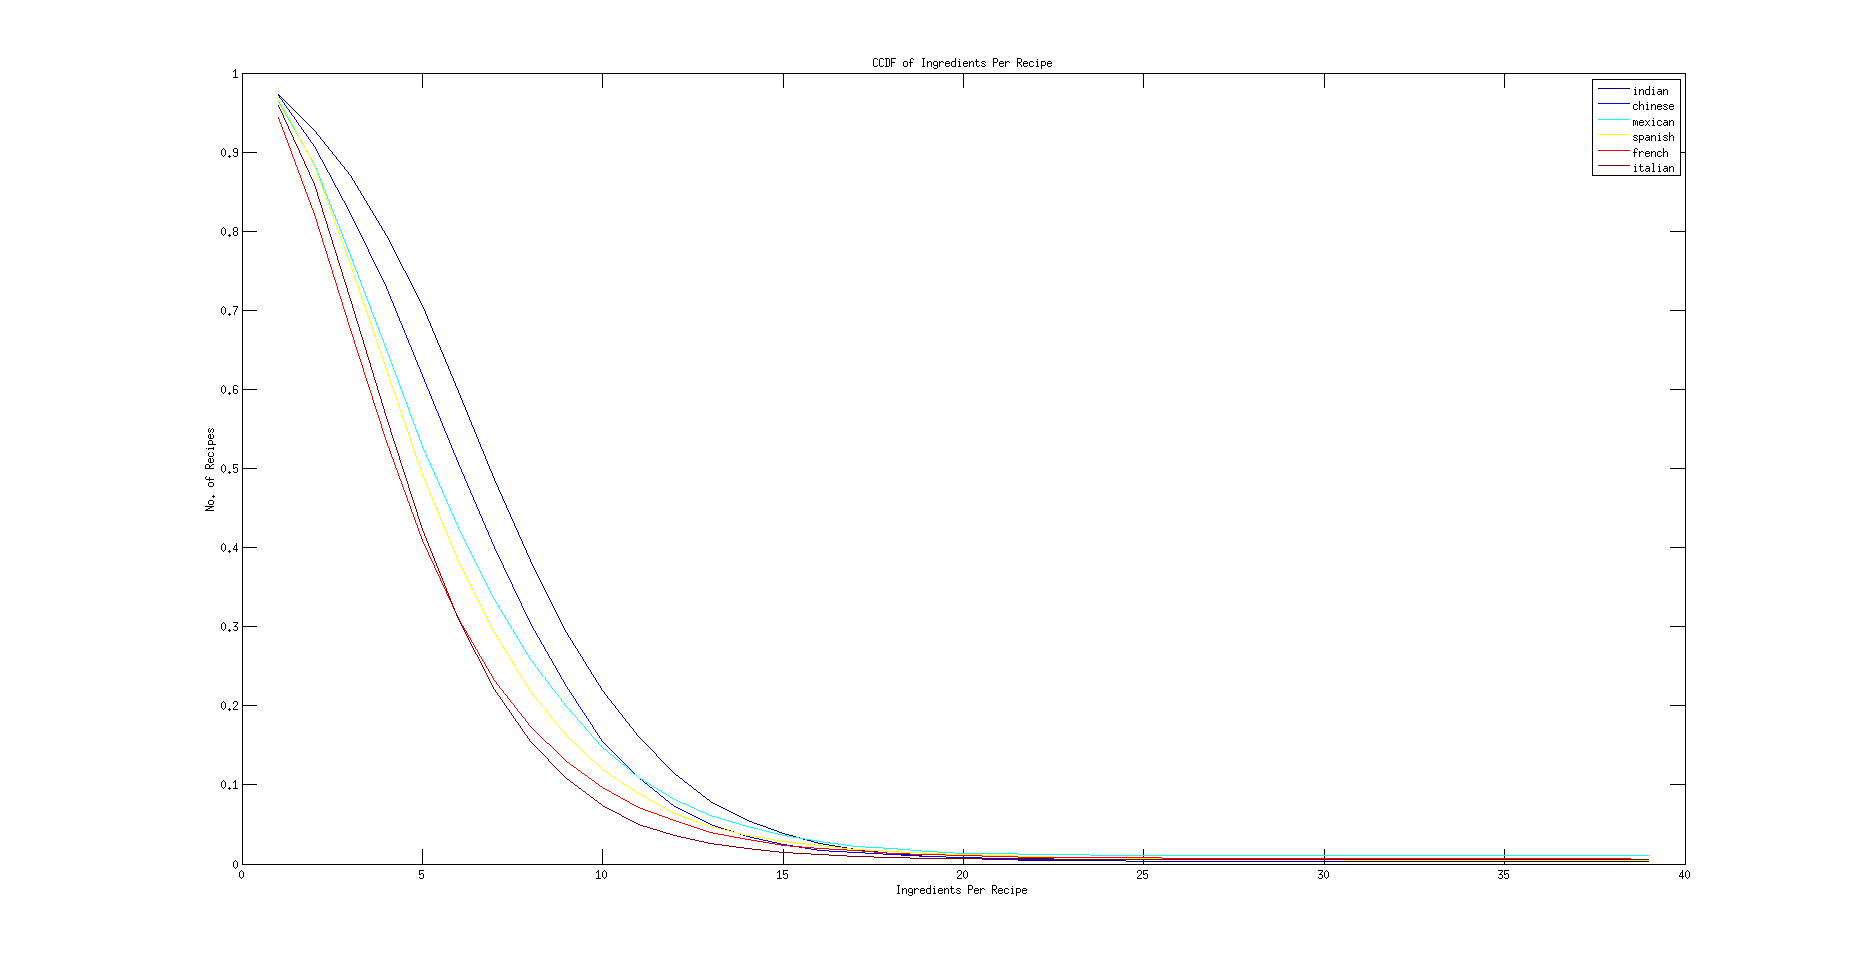 CCDF of Ingredients Per Recipe
1
0.9
0.8
0.7
0.6
0.5
0.4
0.3
0.2
0.1
0
No. of Recipes
indian
chinese
mexican
spanish
french
italian
0 5 10 15 20 25 30 35 40
Ingredients Per Recipe